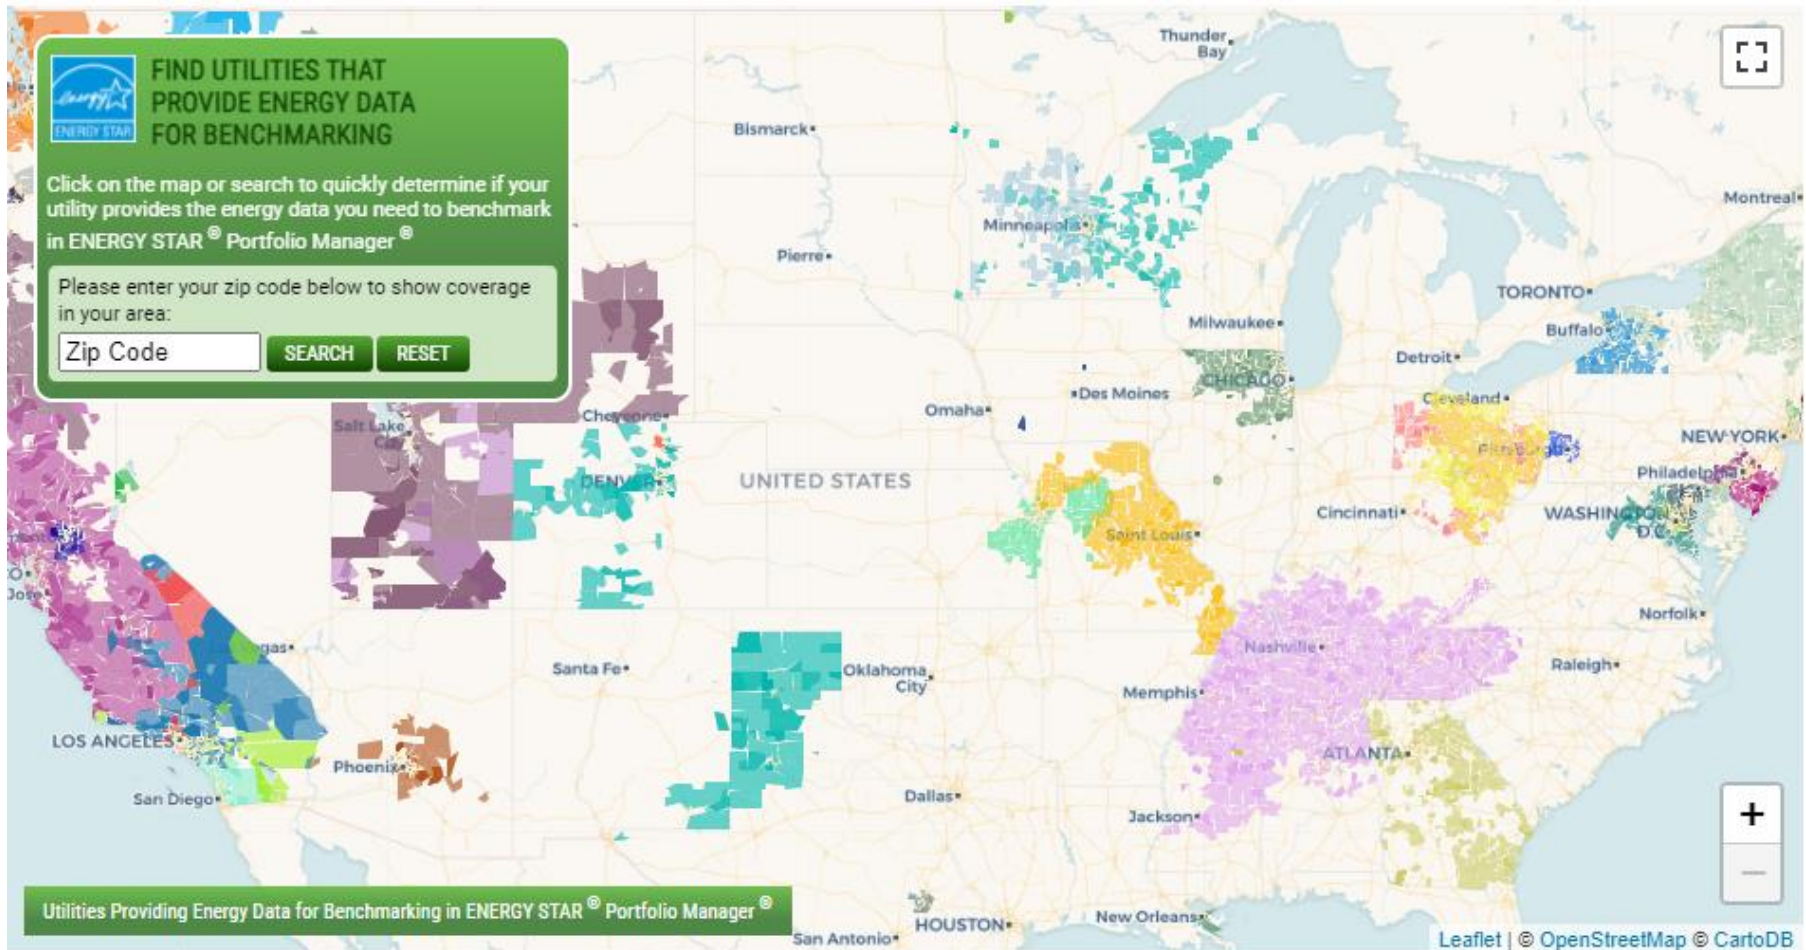 energy
ENERGY STAR
FIND UTILITIES THAT
PROVIDE ENERGY DATA
FOR BENCHMARKING
Click on the map or search to quickly determine if your
utility provides the energy data you need to benchmark
in ENERGY STAR ® Portfolio Manager ®
Please enter your zip code below to show coverage
in your area:
Zip Code
SEARCH
RESET
Thunder
Bay
Bismarck
Montreal
Minneapolis
Pierre
TORONTO
Milwaukee
Buffalo
Detroit
CHICAGO
Des Moines
Cleveland
Omaha
Cheyenne
Salt Lake
City
NEW YORK
Pittsburgh
Philadelphia
DENVER
UNITED STATES
Cincinnati
WASHINGTON
D.C.
Saint Louis
Jose
Norfolk
gas
Nashville
Santa Fe
Oklahoma
City
Raleigh
Memphis
LOS ANGELES
ATLANTA
Phoenix
San Diego
Dallas
Jackson
+
−
Utilities Providing Energy Data for Benchmarking in ENERGY STAR ® Portfolio Manager ®
HOUSTON
New Orleans
San Antonio
Leaflet | © OpenStreetMap © CartoDB